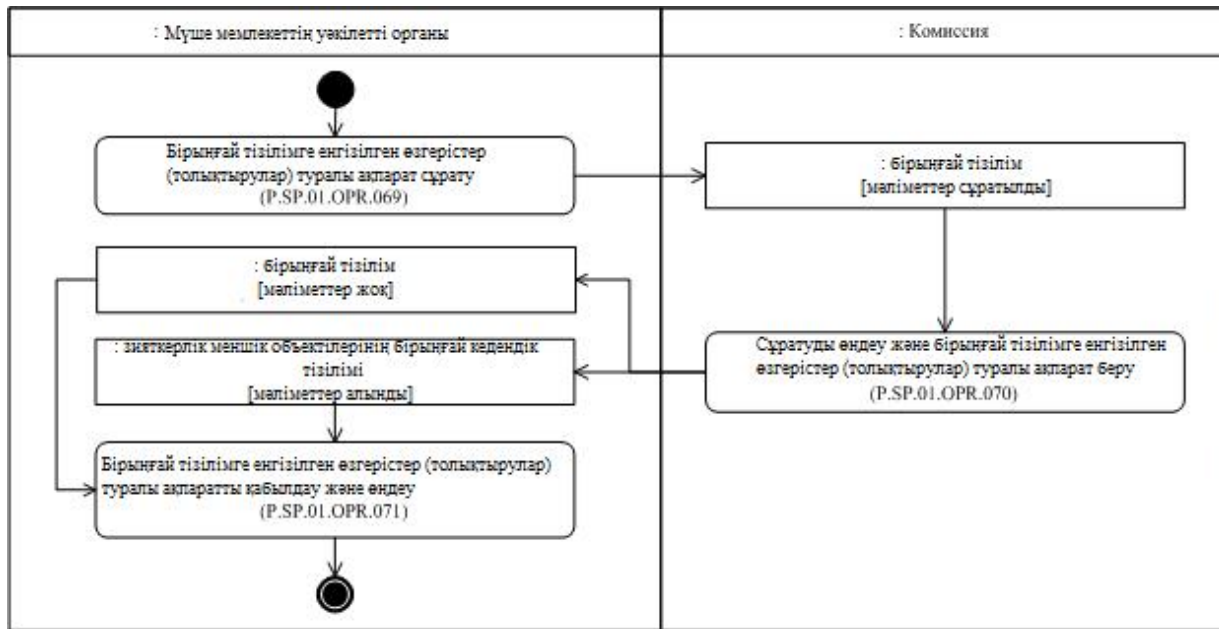 : Мүше мемлекеттің уәкілетті органы
: Комиссия
Бірыңғай тізілімге енгізілген өзгерістер
(толықтырулар) туралы ақпарат сұрату
(P.SP.01.OPR.069)
: бірыңғай тізілім
[мәліметтер сұратылды]
: бірыңғай тізілім
[мәліметтер жоқ]
: зияткерлік меншік объектілерінің бірыңғай кедендік
тізілімі
[мәліметтер алынды]
Сұратуды өңдеу және бірыңғай тізілімге енгізілген
өзгерістер (толықтырулар) туралы ақпарат беру
(P.SP.01.OPR.070)
Бірыңғай тізілімге енгізілген өзгерістер (толықтырулар)
туралы ақпаратты қабылдау және өңдеу
(P.SP.01.OPR.071)